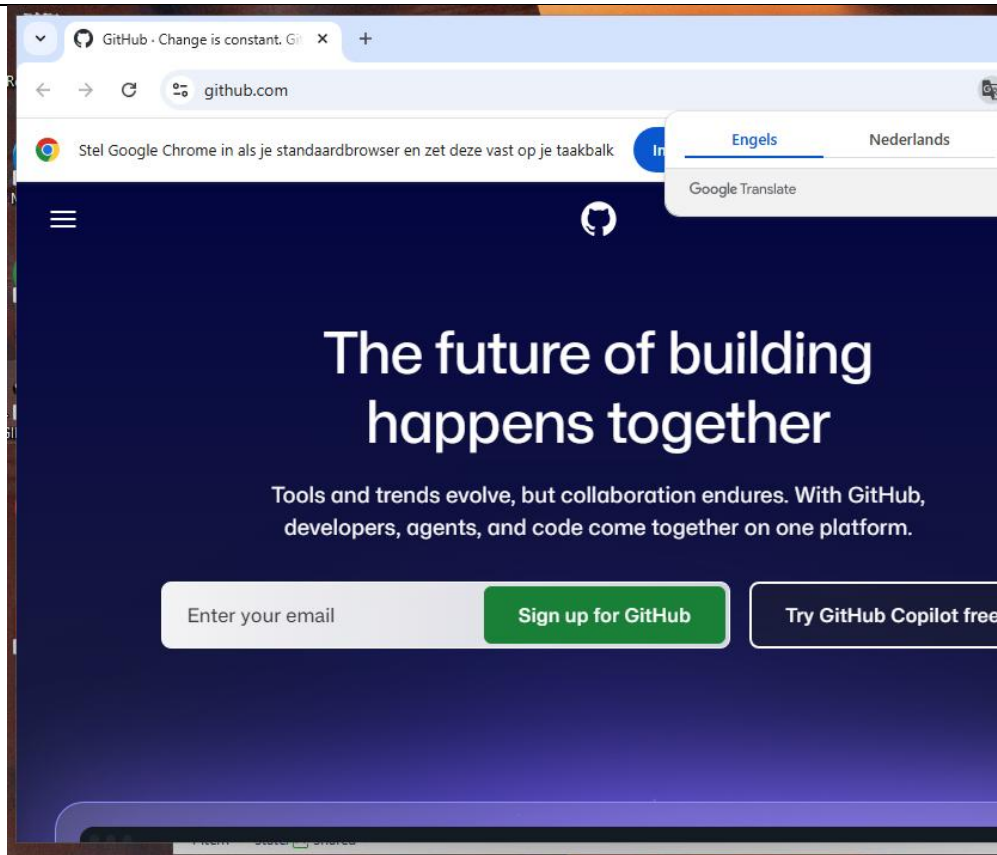 GitHub · Change is constant. Gi
github.com
Stel Google Chrome in als je standaardbrowser en zet deze vast op je taakbalk
In
Engels
Nederlands
Google Translate
The future of building
happens together
Tools and trends evolve, but collaboration endures. With GitHub,
developers, agents, and code come together on one platform.
Enter your email
Sign up for GitHub
Try GitHub Copilot free